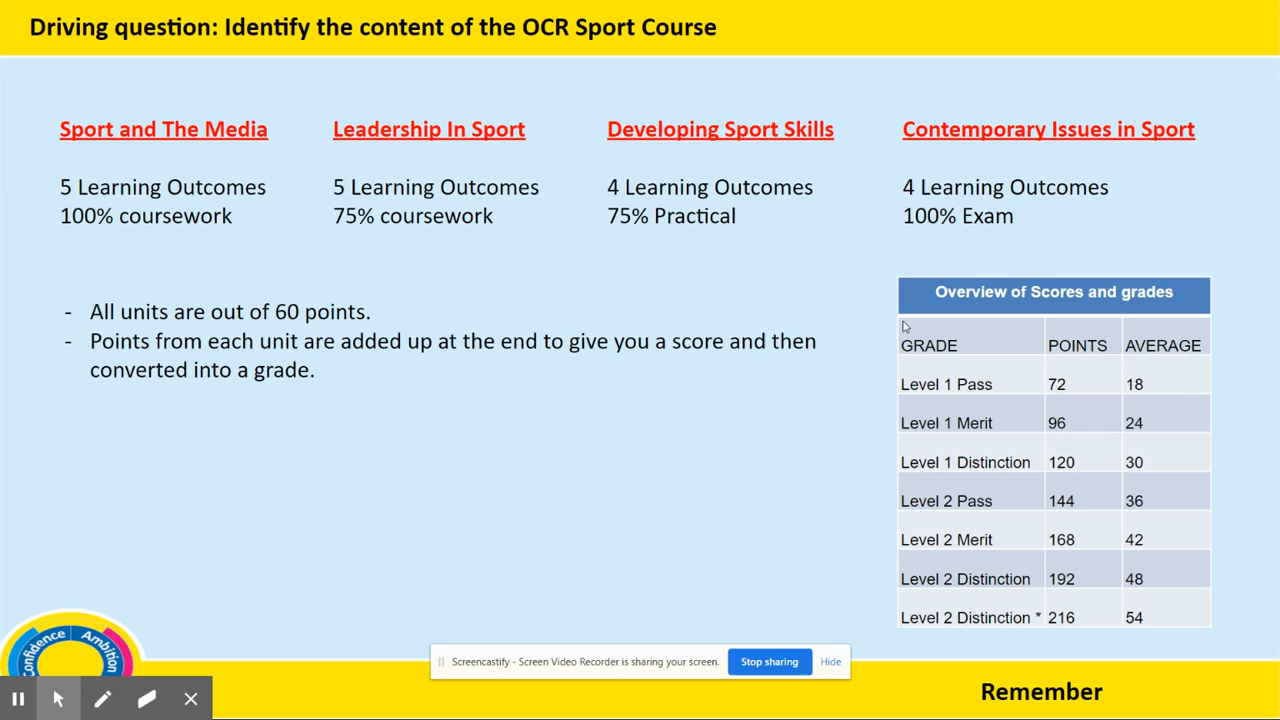 Driving question: Identify the content of the OCR Sport Course
Sport and The Media
5 Learning Outcomes
100% coursework
Leadership In Sport
5 Learning Outcomes
75% coursework
Developing Sport Skills
4 Learning Outcomes
75% Practical
Contemporary Issues in Sport
4 Learning Outcomes
100% Exam
- All units are out of 60 points.
- Points from each unit are added up at the end to give you a score and then
converted into a grade.
Overview of Scores and grades
GRADE POINTS AVERAGE
Level 1 Pass 72 18
Level 1 Merit 96 24
Level 1 Distinction 120 30
Level 2 Pass 144 36
Level 2 Merit 168 42
Level 2 Distinction 192 48
Level 2 Distinction * 216 54
Confidence Ambition
Screencastify - Screen Video Recorder is sharing your screen. Stop sharing Hide
Remember